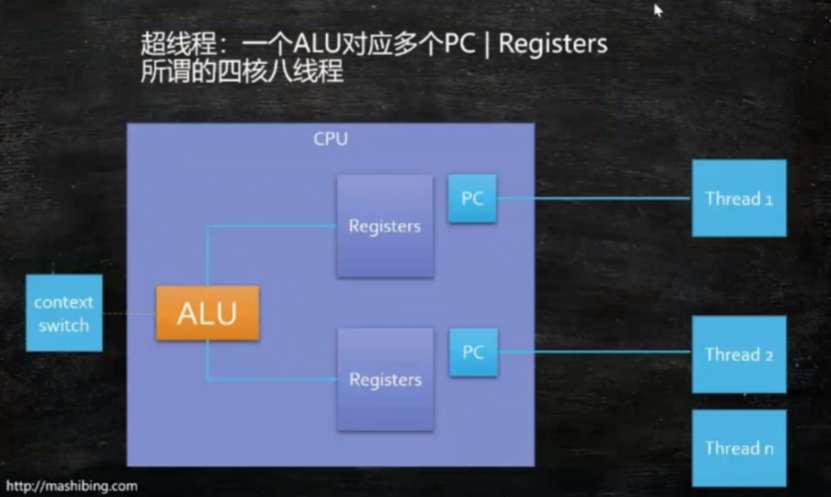 超线程：一个ALU对应多个PC | Registers
所谓的四核八线程
CPU
Registers
PC
Thread 1
context
switch
ALU
Registers
PC
Thread 2
Thread n
http://mashibing.com